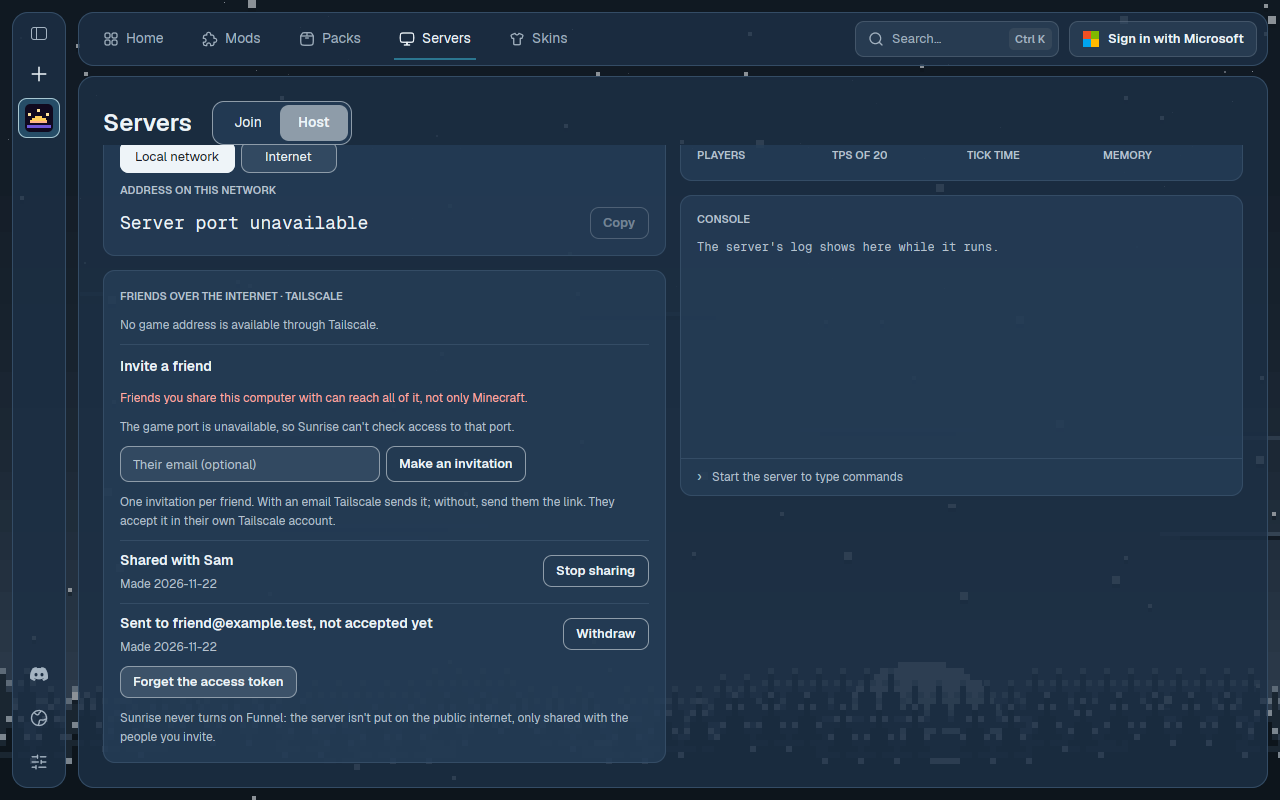 Home
Mods
Packs
Servers
Skins
Search...
Ctrl K
Sign in with Microsoft
Servers
Join
Host
Local network
Internet
ADDRESS ON THIS NETWORK
Server port unavailable
Copy
FRIENDS OVER THE INTERNET · TAILSCALE
No game address is available through Tailscale.
Invite a friend
Friends you share this computer with can reach all of it, not only Minecraft.
The game port is unavailable, so Sunrise can't check access to that port.
Their email (optional)
Make an invitation
One invitation per friend. With an email Tailscale sends it; without, send them the link. They
accept it in their own Tailscale account.
Shared with Sam
Made 2026-11-22
Stop sharing
Sent to friend@example.test, not accepted yet
Made 2026-11-22
Withdraw
Forget the access token
Sunrise never turns on Funnel: the server isn't put on the public internet, only shared with the
people you invite.
PLAYERS
TPS OF 20
TICK TIME
MEMORY
CONSOLE
The server's log shows here while it runs.
› Start the server to type commands